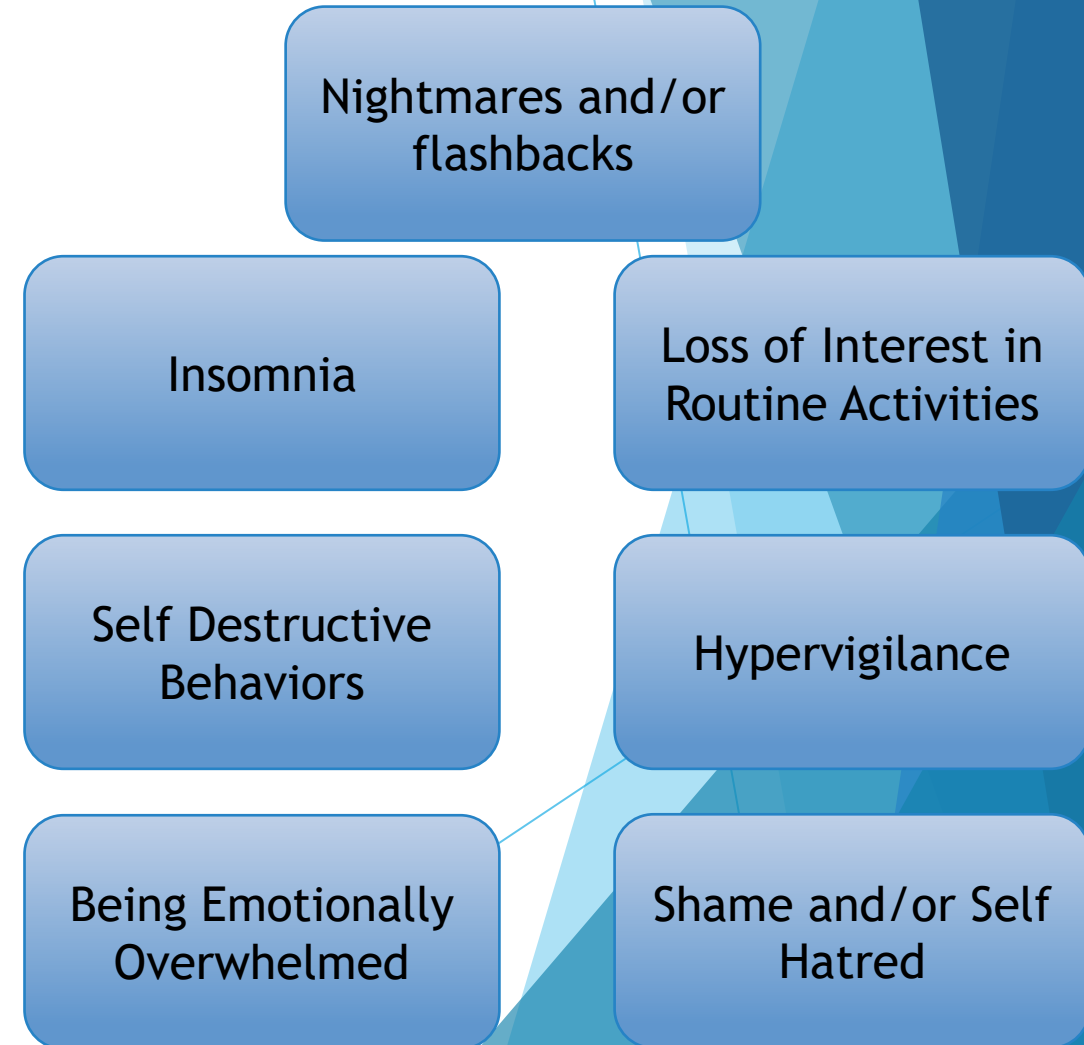 Nightmares and/or
flashbacks
Insomnia
Loss of Interest in
Routine Activities
Self Destructive
Behaviors
Hypervigilance
Being Emotionally
Overwhelmed
Shame and/or Self
Hatred